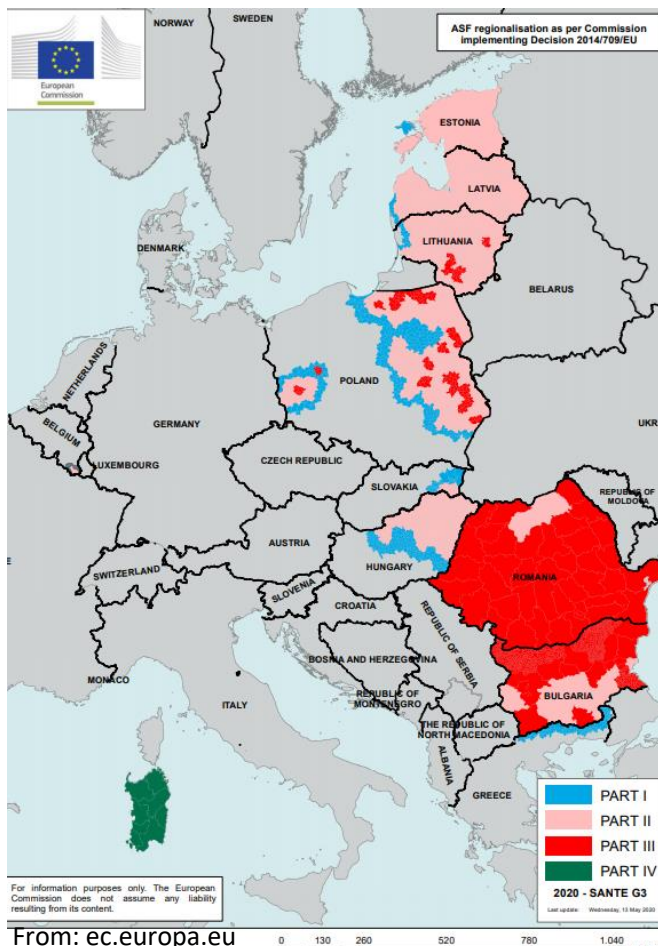 NORWAY
SWEDEN
ASF regionalisation as per Commission
implementing Decision 2014/709/EU
European
Commission
ESTONIA
LATVIA
LITHUANIA
DENMARK
BELARUS
NETHERLANDS
POLAND
GERMANY
BELGIUM
LUXEMBOURG
CZECH REPUBLIC
UKR
SLOVAKIA
REPUBLIC OF
MOLDOVA
AUSTRIA
HUNGARY
SWITZERLAND
ROMANIA
SLOVENIA
CROATIA
REPUBLIC OF SERBIA
BOSNIA AND HERZEGOVINA
MONACO
ITALY
REPUBLIC OF
MONTENEGRO
BULGARIA
THE REPUBLIC OF
NORTH MACEDONIA
ALBANIA
GREECE
PART I
PART II
PART III
PART IV
2020 - SANTE G3
Last update: Wednesday, 13 May 2020
For information purposes only. The European
Commission does not assume any liability
resulting from its content.
From: ec.europa.eu
0 130 260 520 780 1.040